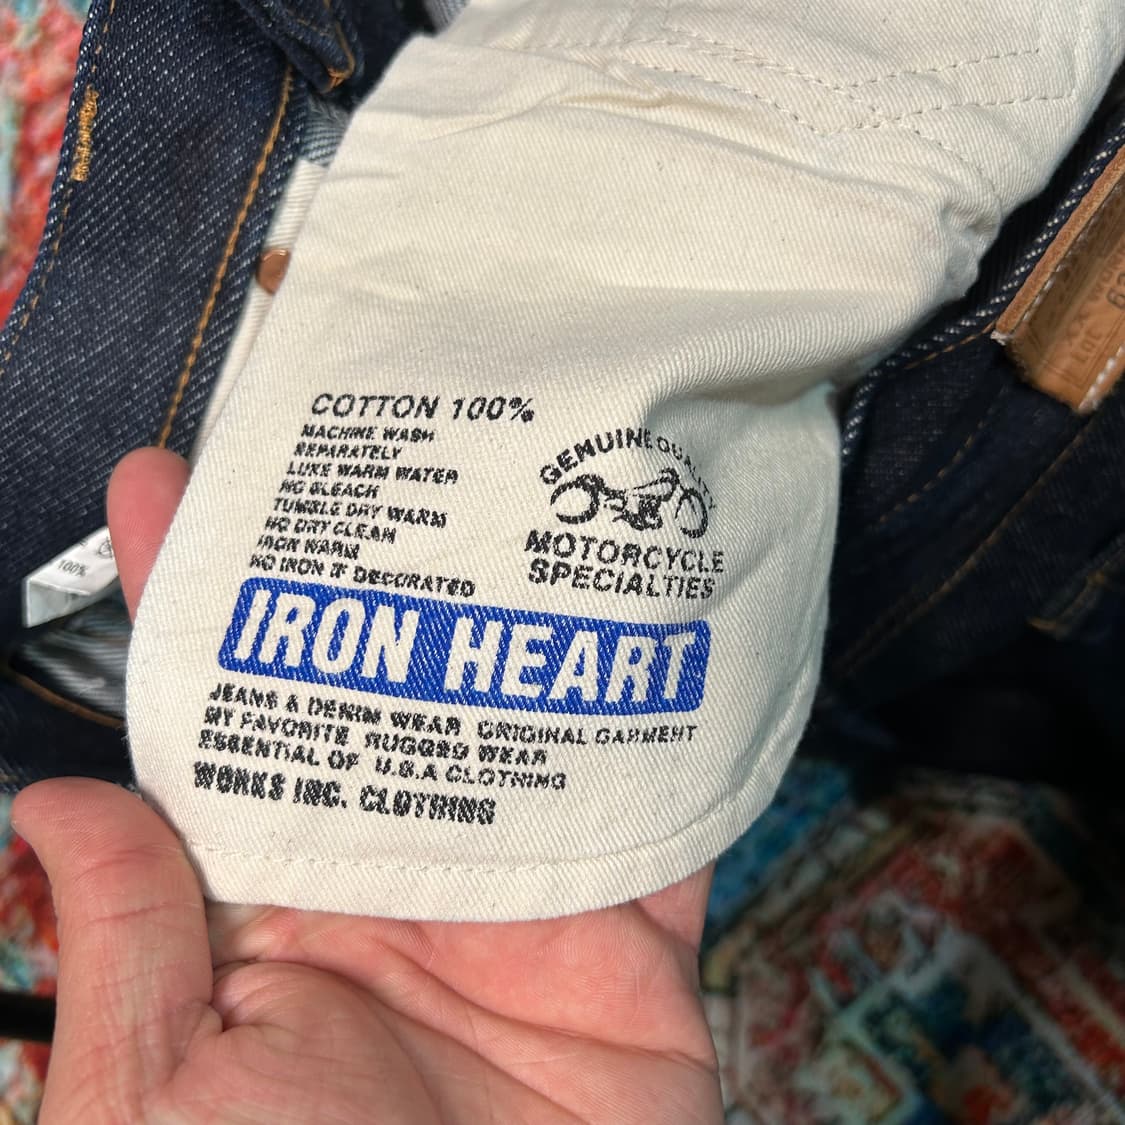 COTTON 100%
MACHINE WASH
SEPARATELY
LUKE WARM WATER
NO BLEACH
TUMBLE DRY WARM
NO DRY CLEAN
IRON WARM
NO IRON IF DECORATED
GENUINE QUALITY
MOTORCYCLE
SPECIALTIES
IRON HEART
JEANS & DENIM WEAR ORIGINAL GARMENT
MY FAVORITE RUGGED WEAR
ESSENTIAL OF U.S.A CLOTHING
WORKS INC. CLOTHING
100%
Lot